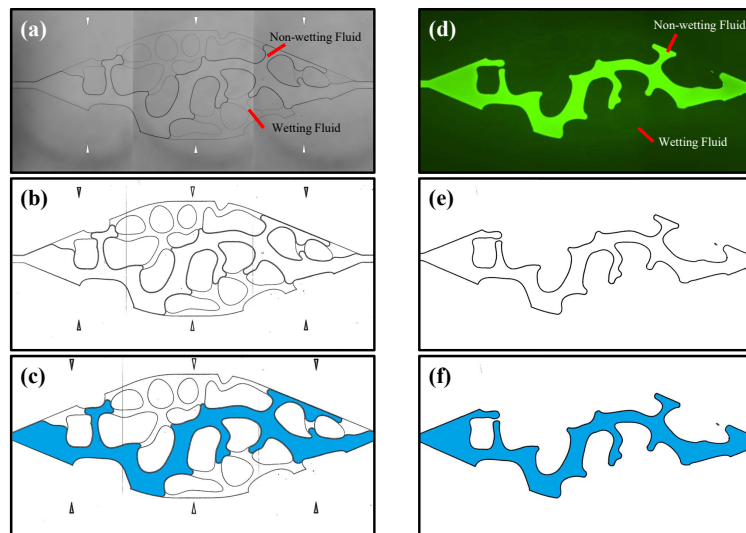 (a)
Non-wetting Fluid
Wetting Fluid
(d)
Non-wetting Fluid
Wetting Fluid
(b)
(e)
(c)
(f)